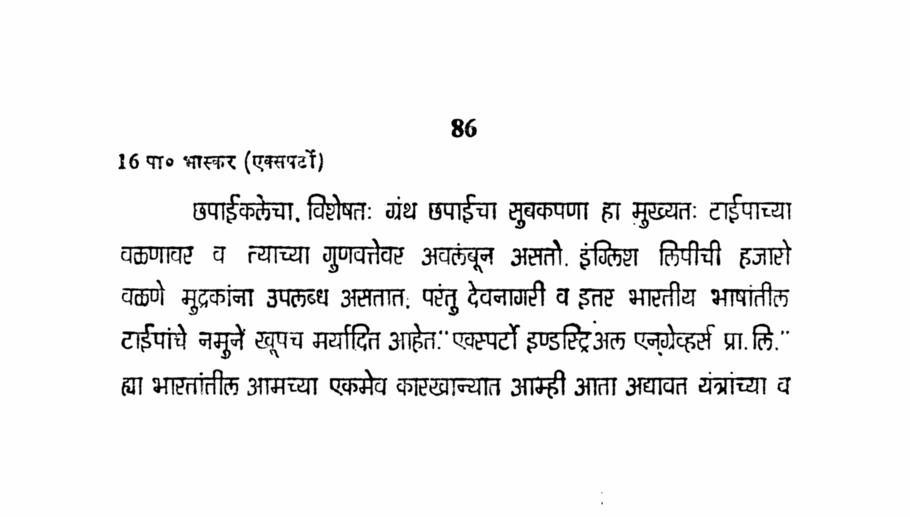 86
16 पा० भास्कर (एक्सपर्टो)
छपाईकलेचा. विशेषतः ग्रंथ छपाईचा सुबकपणा हा मुख्यतः टाईपाच्या
वळणावर व त्याच्या गुणवत्तेवर अवलंबून असतो. इंग्लिश लिपीची हजारो
वळणे मुद्रकांना उपलब्ध असतात. परंतु देवनागरी व इतर भारतीय भाषांतील
टाईपांचे नमुनें खूपच मर्यादित आहेत." एक्स्पर्टो इण्डस्ट्रिअल एन्ग्रेव्हर्स प्रा. लि."
ह्या भारतांतील आमच्या एकमेव कारखान्यात आम्ही आता अद्यावत यंत्रांच्या व